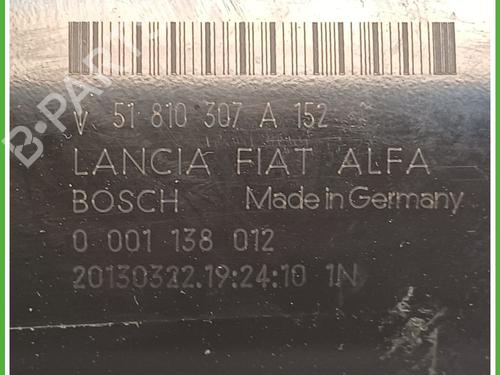 V 51 810 307 A 152
LANCIA FIAT ALFA
BOSCH Made in Germany
0 001 138 012
20130322.19:24:10 1N
B-PARTS